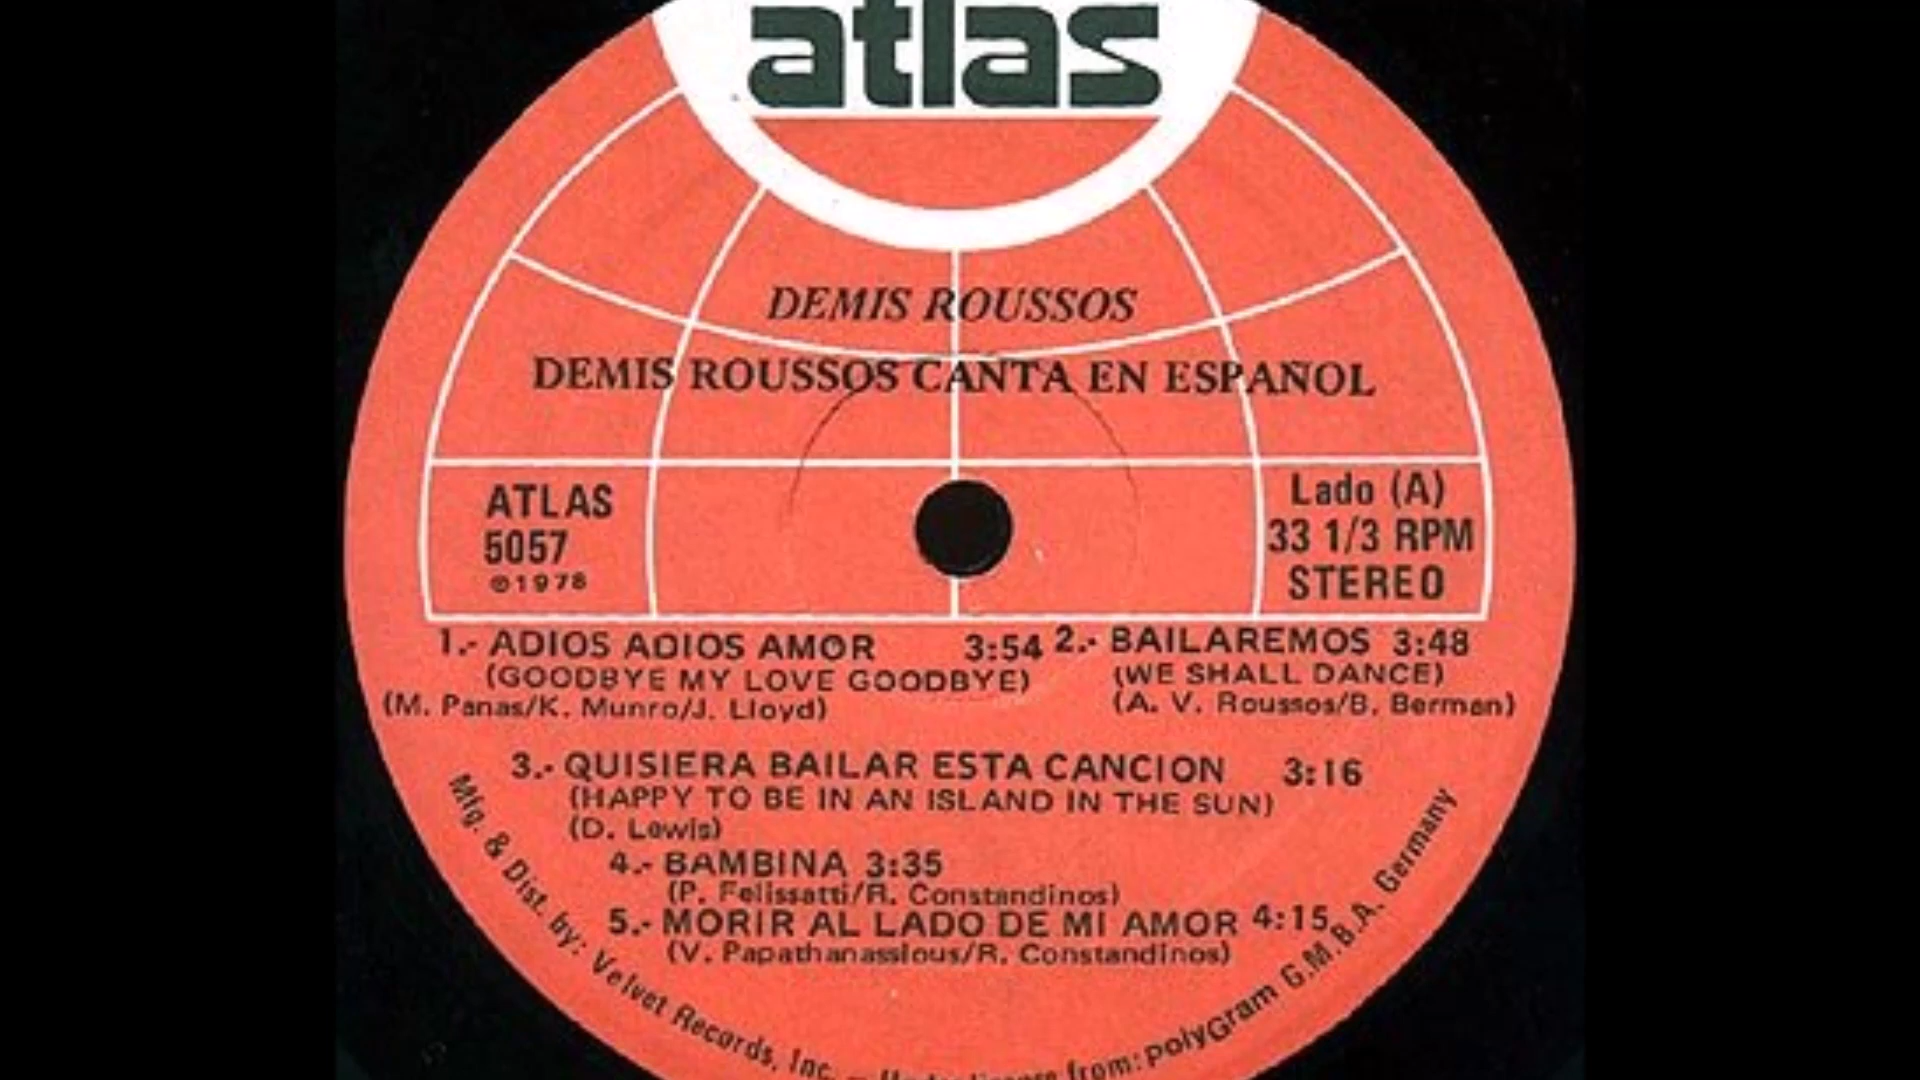 atlas
DEMIS ROUSSOS
DEMIS ROUSSOS CANTA EN ESPAÑOL
ATLAS
5057
©1978
Lado (A)
33 1/3 RPM
STEREO
1.- ADIOS ADIOS AMOR 3:54
(GOODBYE MY LOVE GOODBYE)
(M. Panas/K. Munro/J. Lloyd)
2.- BAILAREMOS 3:48
(WE SHALL DANCE)
(A. V. Roussos/B. Berman)
3.- QUISIERA BAILAR ESTA CANCION 3:16
(HAPPY TO BE IN AN ISLAND IN THE SUN)
(D. Lewis)
4.- BAMBINA 3:35
(P. Felissatti/R. Constandinos)
5.- MORIR AL LADO DE MI AMOR 4:15
(V. Papathanassious/R. Constandinos)
Mfg. & Dist. by: Velvet Records, Inc. from: polyGram G.M.B.A. Germany